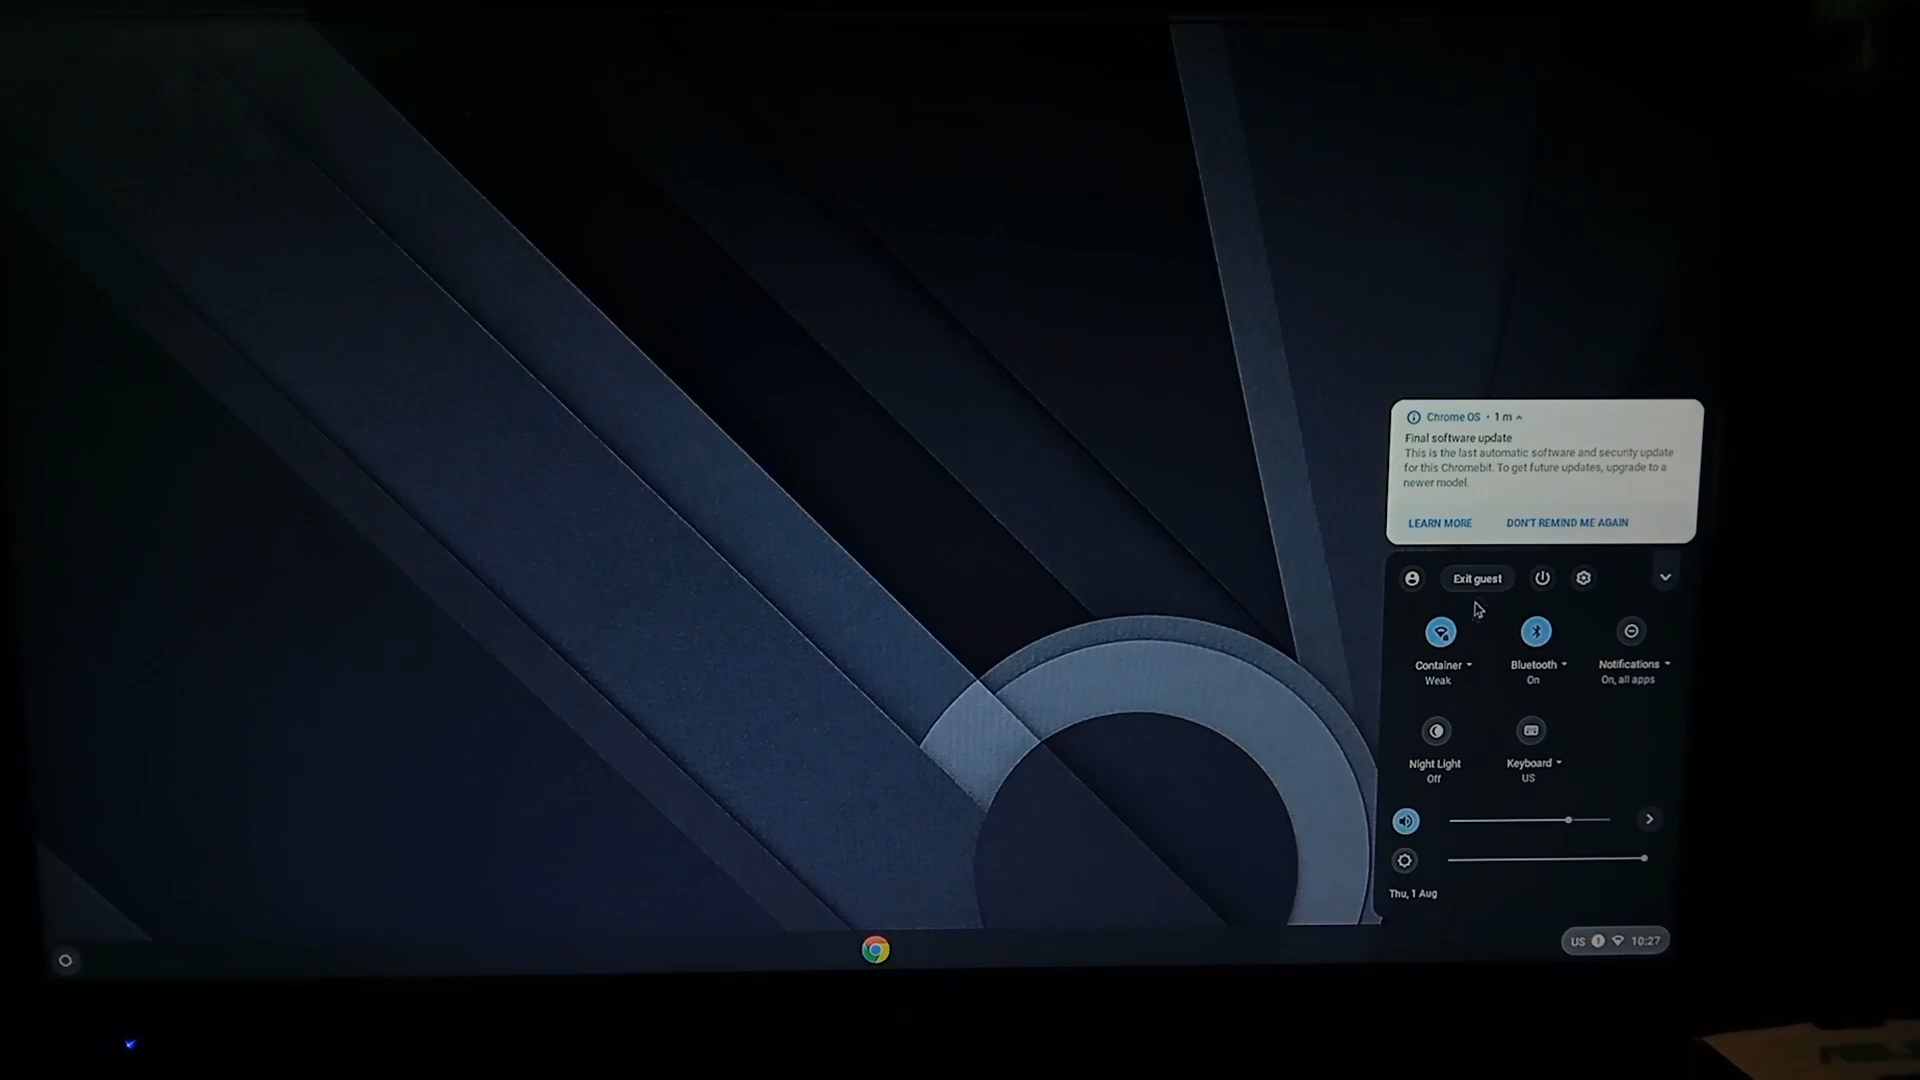 Chrome OS • 1 m
Final software update
This is the last automatic software and security update
for this Chromebit. To get future updates, upgrade to a
newer model.
LEARN MORE DON'T REMIND ME AGAIN
Exit guest
Container Bluetooth Notifications
Weak On On, all apps
Night Light Keyboard
Off US
Thu, 1 Aug
US 1 10:27